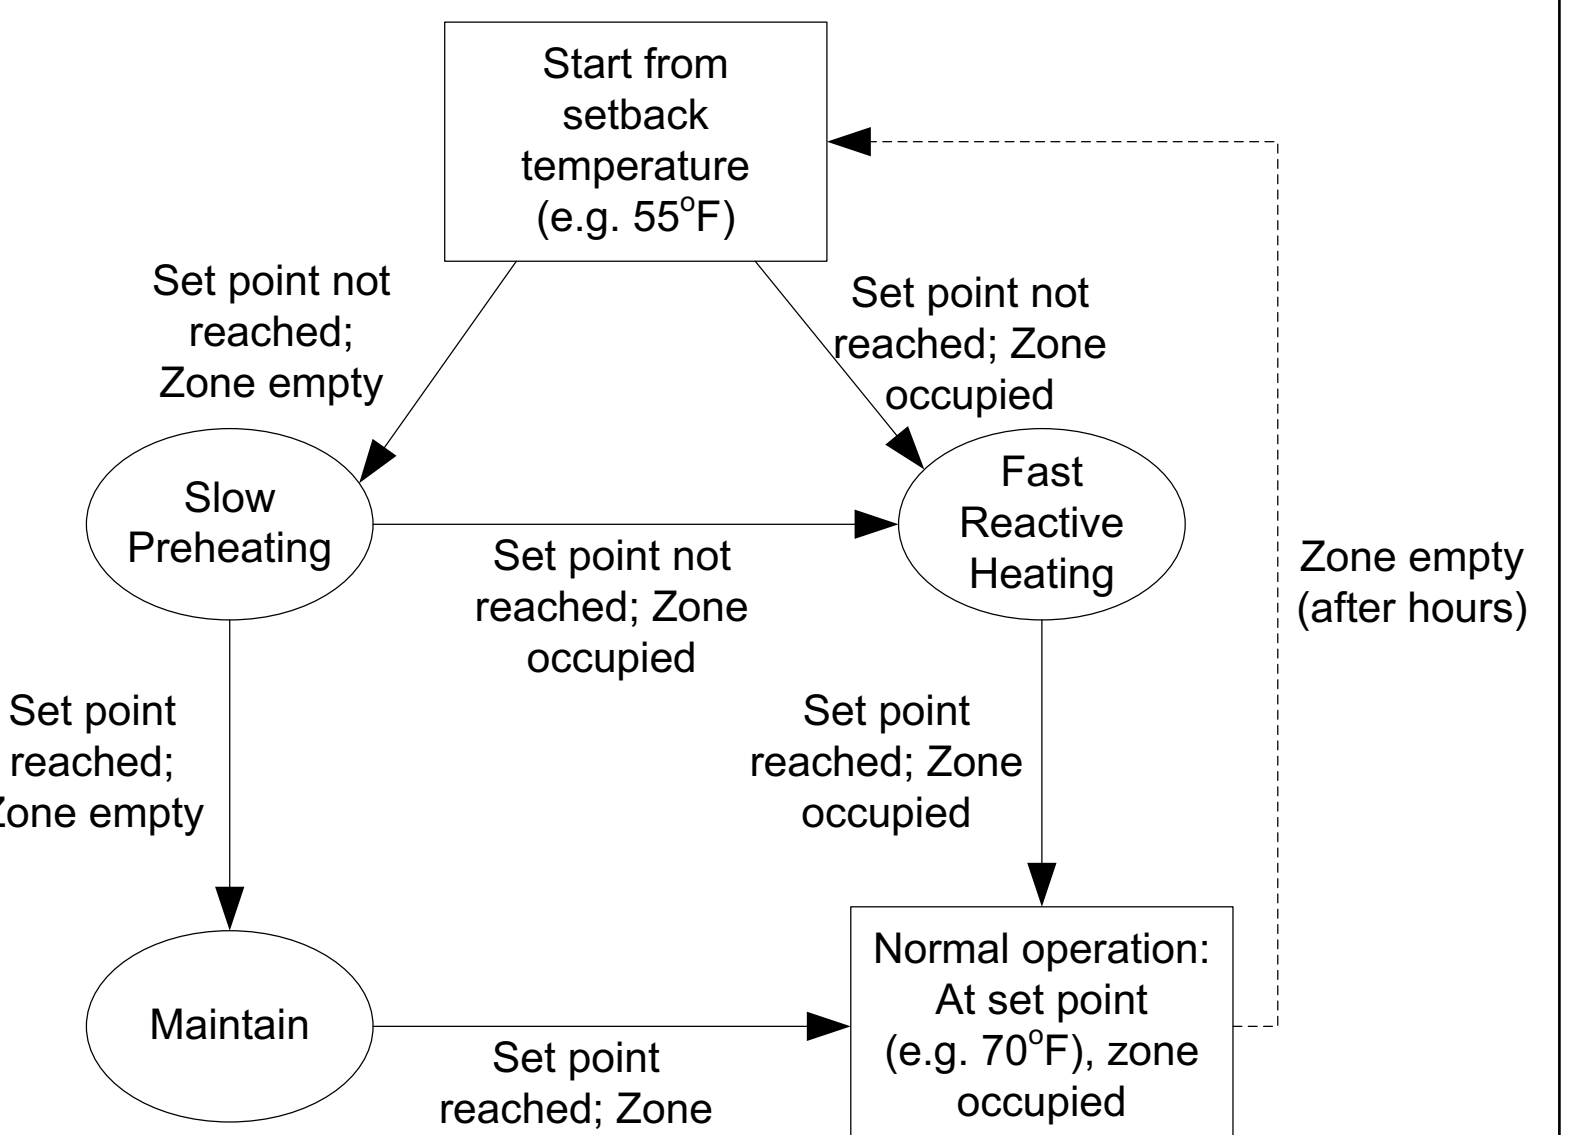 Start from
setback
temperature
(e.g. 55°F)
Set point not
reached;
Zone empty
Set point not
reached; Zone
occupied
Slow
Preheating
Fast
Reactive
Heating
Set point not
reached; Zone
occupied
Zone empty
(after hours)
Set point
reached;
Zone empty
Set point
reached; Zone
occupied
Maintain
Set point
reached; Zone
Normal operation:
At set point
(e.g. 70°F), zone
occupied